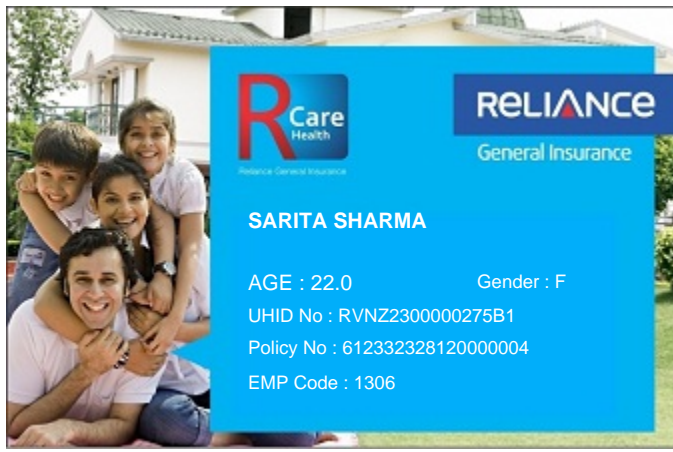 RCare
Health
Reliance General Insurance
RELIANCE
General Insurance
SARITA SHARMA
AGE : 22.0 Gender : F
UHID No : RVNZ2300000275B1
Policy No : 612332328120000004
EMP Code : 1306